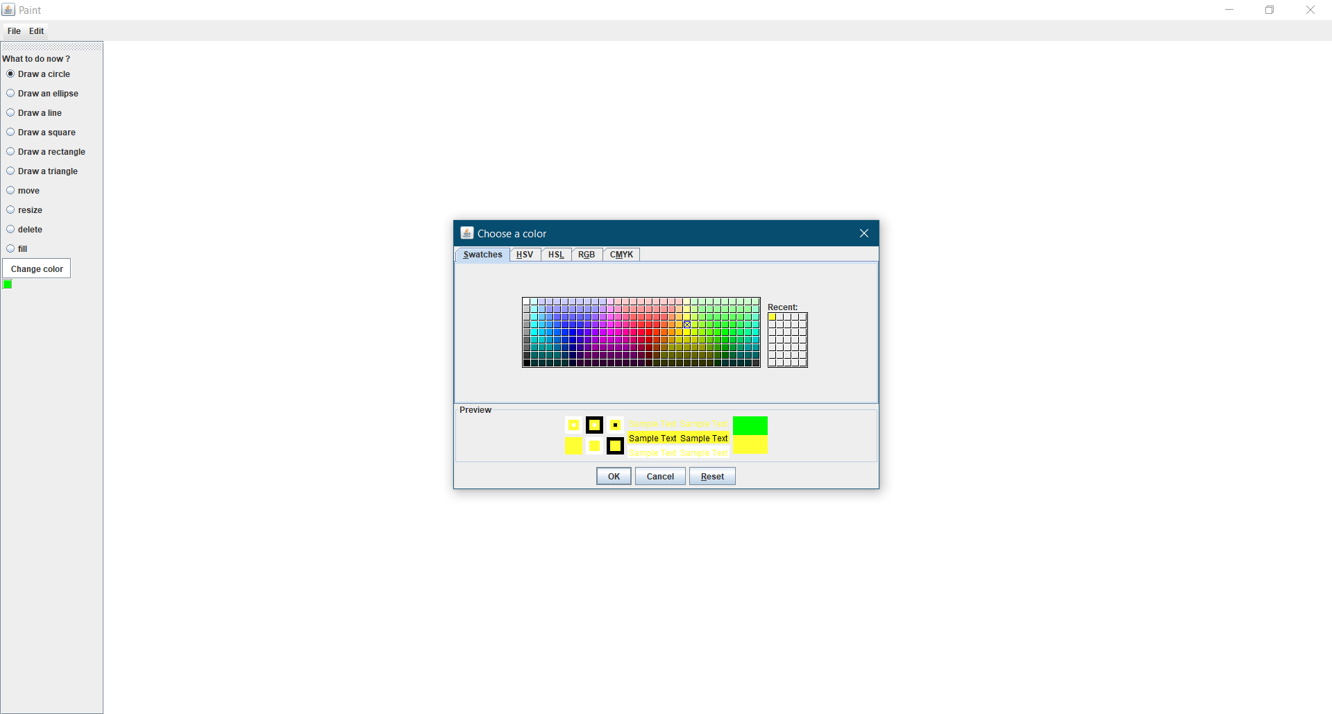 Paint
File Edit
What to do now ?
Draw a circle
Draw an ellipse
Draw a line
Draw a square
Draw a rectangle
Draw a triangle
move
resize
delete
fill
Change color
Choose a color
Swatches HSV HSL RGB CMYK
Recent:
Preview
Sample Text Sample Text
Sample Text Sample Text
Sample Text Sample Text
OK Cancel Reset